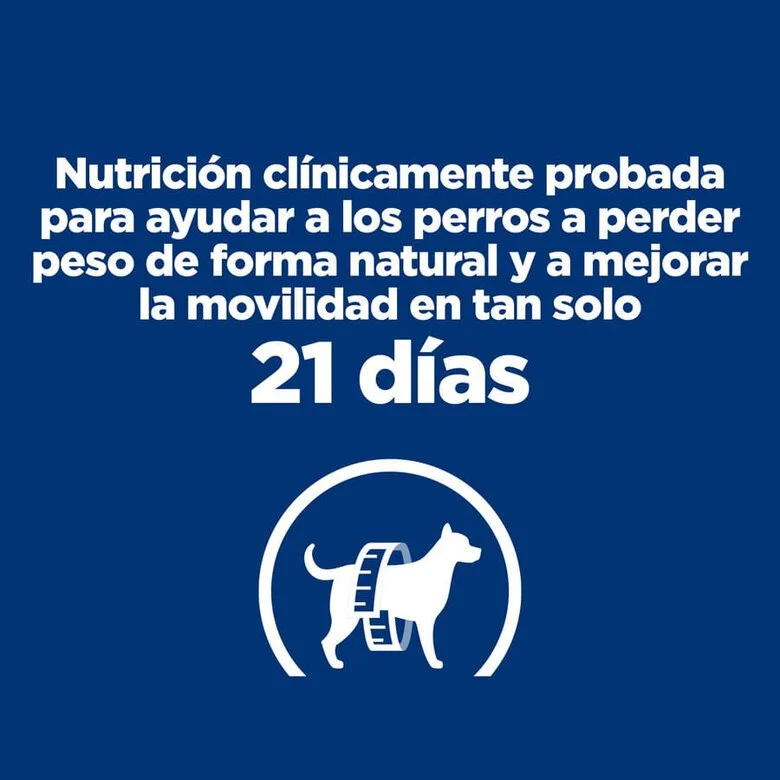 Nutrición clínicamente probada
para ayudar a los perros a perder
peso de forma natural y a mejorar
la movilidad en tan solo
21 días